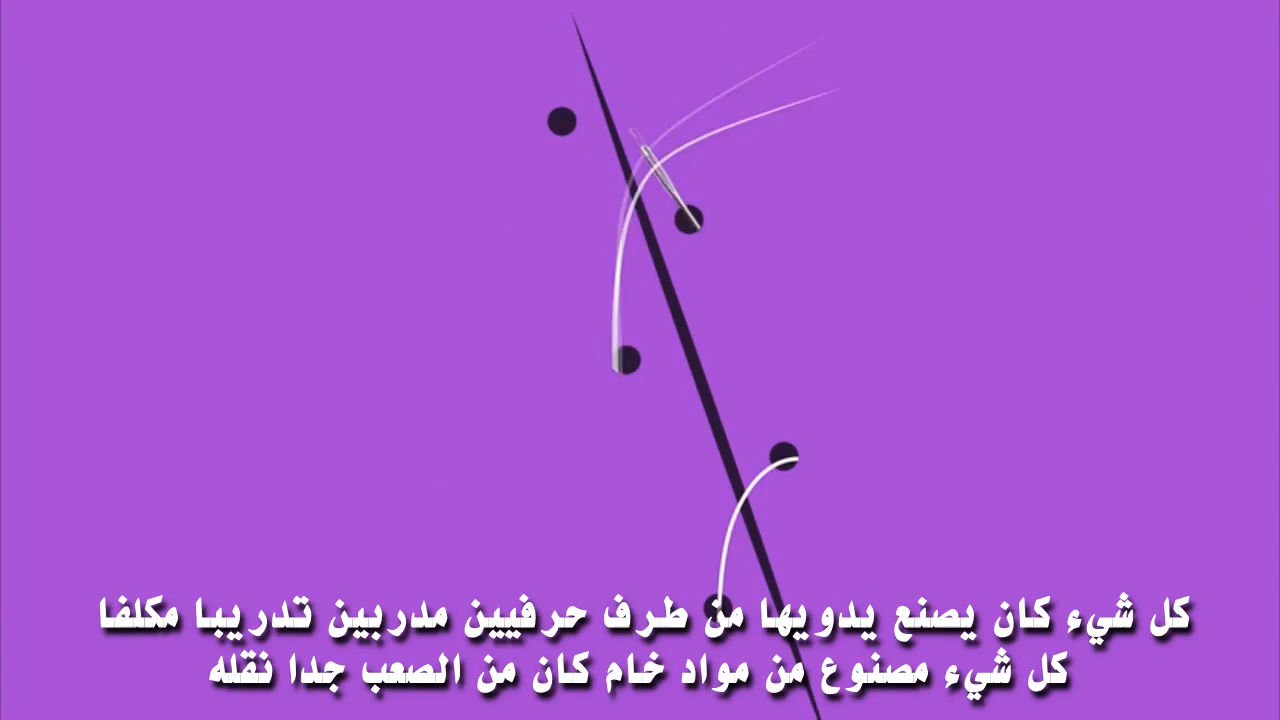 كل شيء كان يصنع يدويها من طرف حرفيين مدربين تدريبا مكلفا
كل شيء مصنوع من مواد خام كان من الصعب جدا نقله